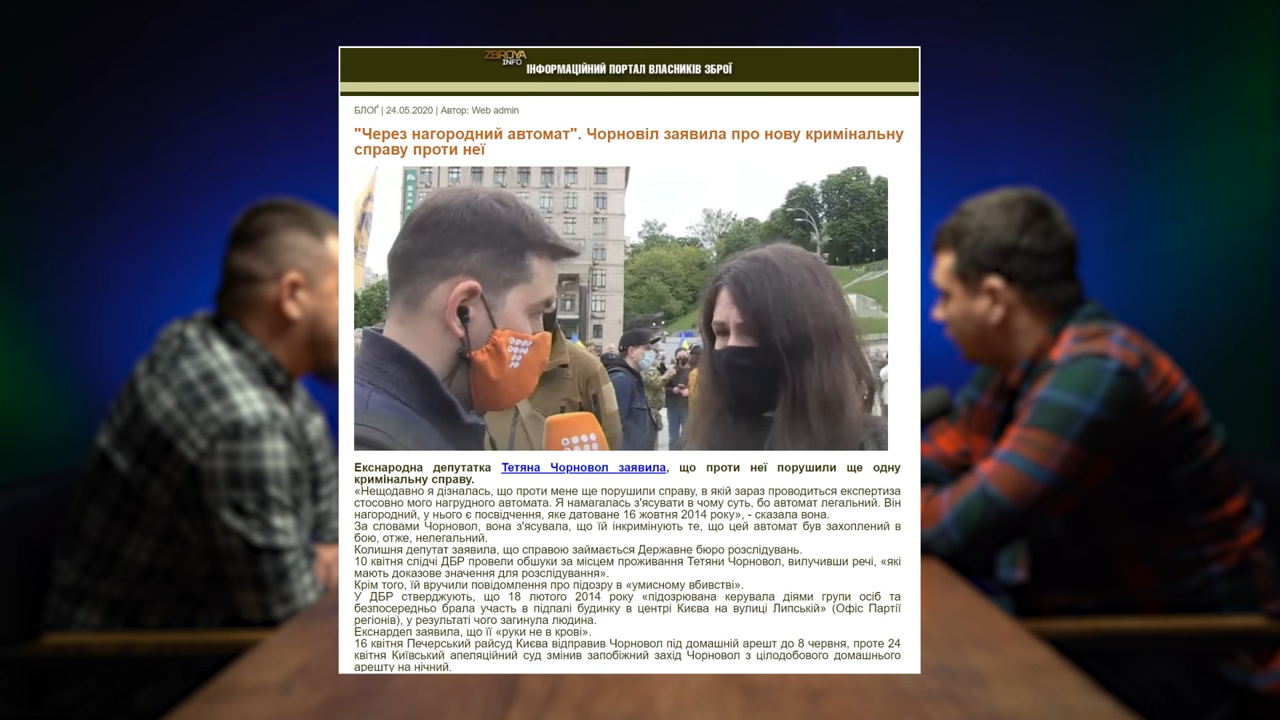 ZBROYA
INFO
ІНФОРМАЦІЙНИЙ ПОРТАЛ ВЛАСНИКІВ ЗБРОЇ
БЛОҐ | 24.05.2020 | Автор: Web admin
"Через нагородний автомат". Чорновіл заявила про нову кримінальну
справу проти неї
Екснародна депутатка Тетяна Чорновол заявила, що проти неї порушили ще одну
кримінальну справу.
«Нещодавно я дізналась, що проти мене ще порушили справу, в якій зараз проводиться експертиза
стосовно мого нагрудного автомата. Я намагалась з'ясувати в чому суть, бо автомат легальний. Він
нагородний, у нього є посвідчення, яке датоване 16 жовтня 2014 року», - сказала вона.
За словами Чорновол, вона з'ясувала, що їй інкримінують те, що цей автомат був захоплений в
бою, отже, нелегальний.
Колишня депутат заявила, що справою займається Державне бюро розслідувань.
10 квітня слідчі ДБР провели обшуки за місцем проживання Тетяни Чорновол, вилучивши речі, «які
мають доказове значення для розслідування».
Крім того, їй вручили повідомлення про підозру в «умисному вбивстві».
У ДБР стверджують, що 18 лютого 2014 року «підозрювана керувала діями групи осіб та
безпосередньо брала участь в підпалі будинку в центрі Києва на вулиці Липській» (Офіс Партії
регіонів), у результаті чого загинула людина.
Екснардеп заявила, що її «руки не в крові».
16 квітня Печерський райсуд Києва відправив Чорновол під домашній арешт до 8 червня, проте 24
квітня Київський апеляційний суд змінив запобіжний захід Чорновол з цілодобового домашнього
арешту на нічний.